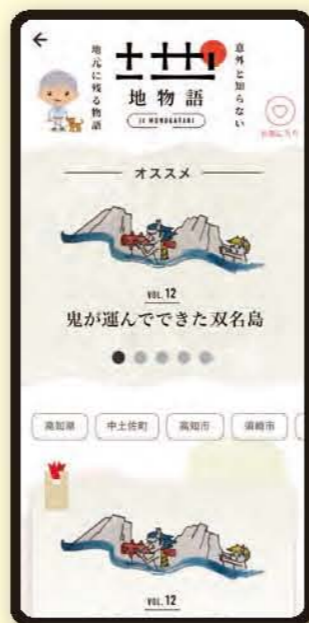 地元に残る物語
意外と知らない
地物語
JI MONOGATARI
お気に入り
オススメ
VOL.12
鬼が運んでできた双名島
高知県
中土佐町
高知市
須崎市
VOL.12